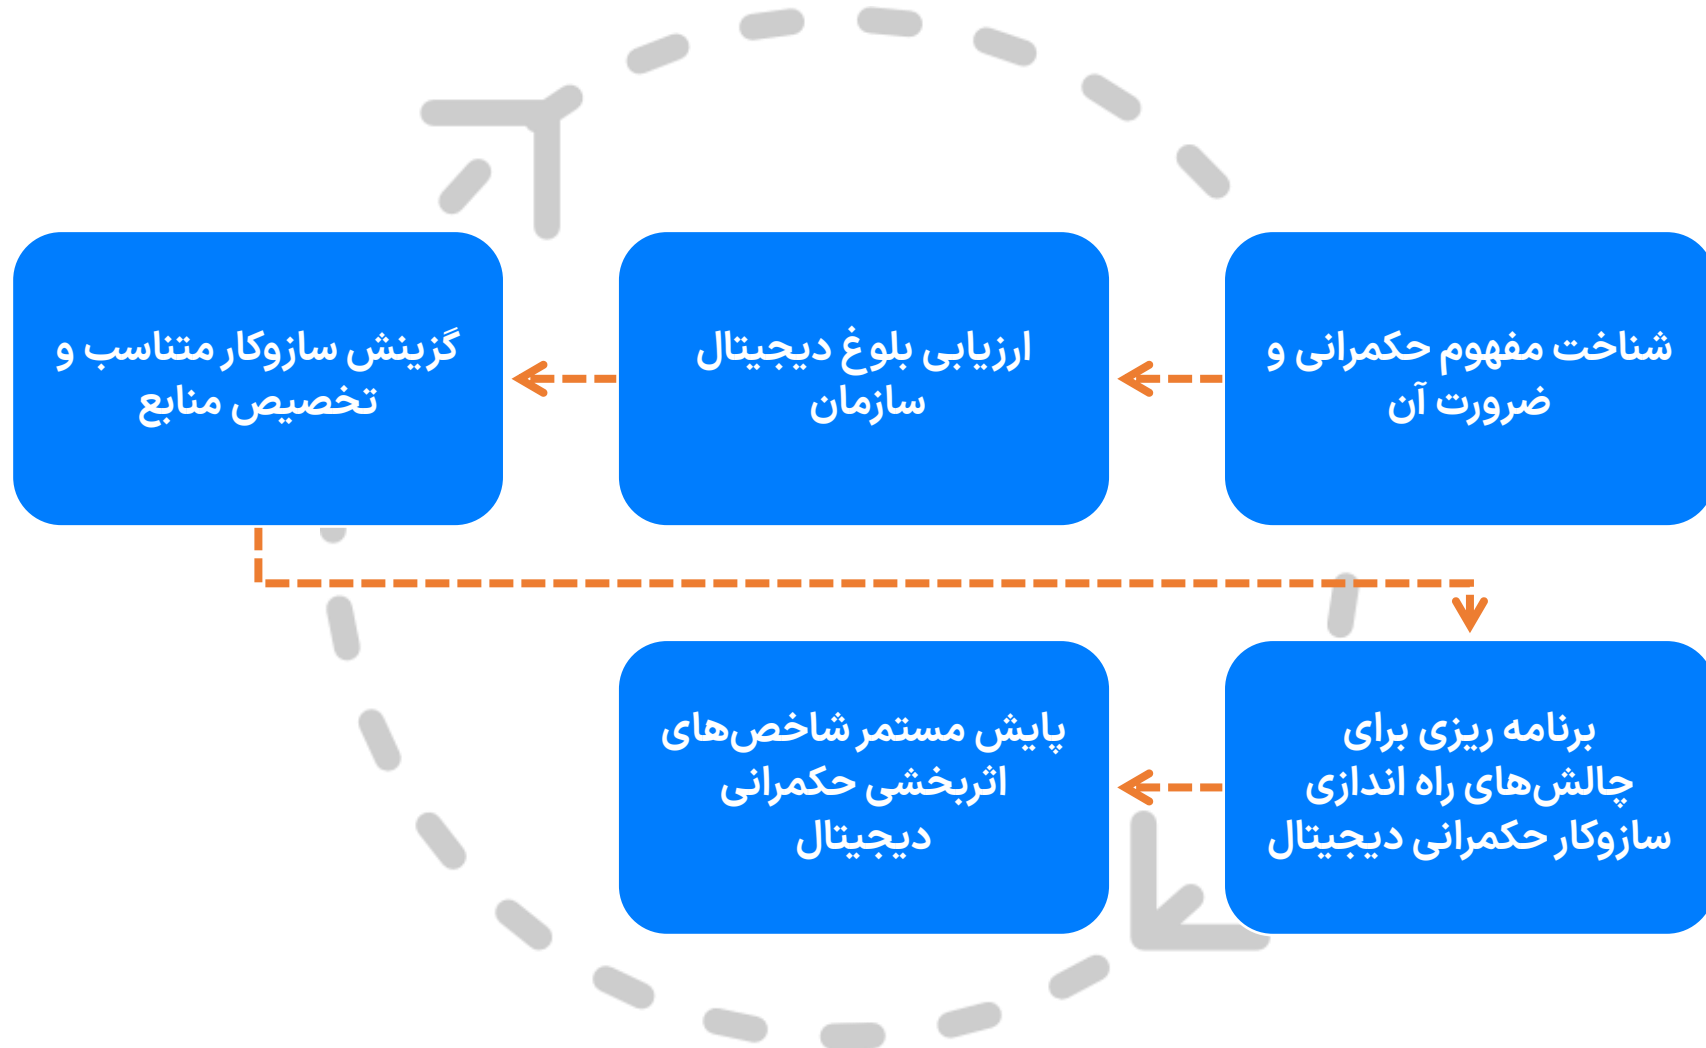 شناخت مفهوم حکمرانی و
ضرورت آن
ارزیابی بلوغ دیجیتال
سازمان
گزینش سازوکار متناسب و
تخصیص منابع
برنامه ریزی برای
چالش‌های راه اندازی
سازوکار حکمرانی دیجیتال
پایش مستمر شاخص‌های
اثربخشی حکمرانی
دیجیتال